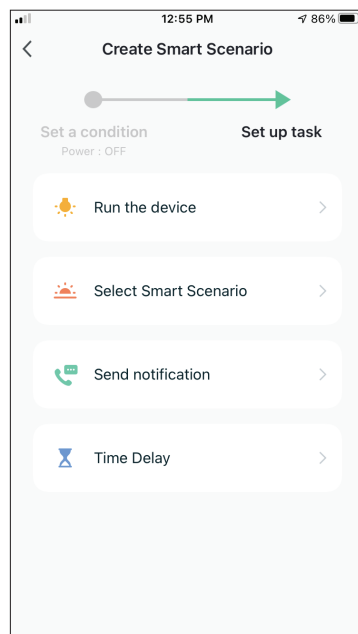 12:55 PM 86%
Create Smart Scenario
Set a condition Set up task
Power : OFF
Run the device
Select Smart Scenario
Send notification
Time Delay